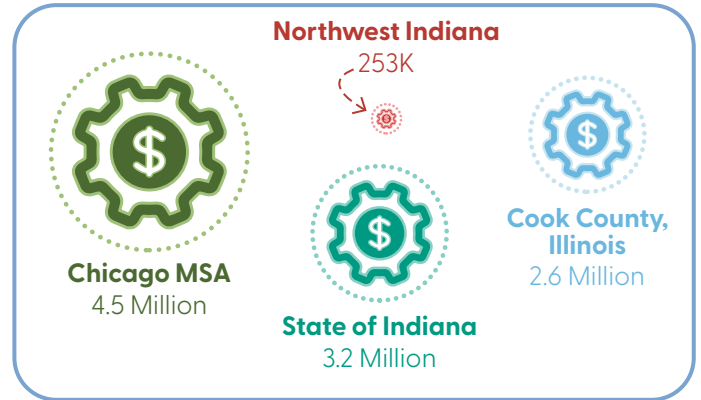 Northwest Indiana
253K
$
$
$
$
Chicago MSA
4.5 Million
State of Indiana
3.2 Million
Cook County,
Illinois
2.6 Million